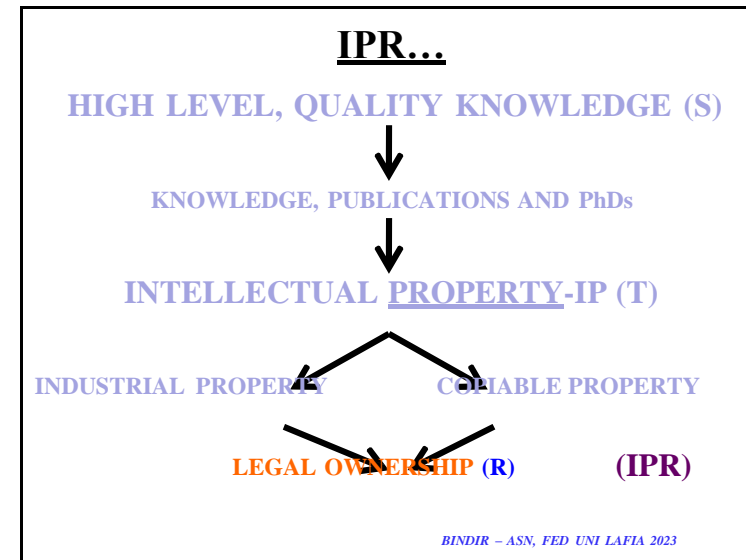 IPR...
HIGH LEVEL, QUALITY KNOWLEDGE (S)
KNOWLEDGE, PUBLICATIONS AND PhDs
INTELLECTUAL PROPERTY-IP (T)
INDUSTRIAL PROPERTY COPIABLE PROPERTY
LEGAL OWNERSHIP (R) (IPR)
BINDIR – ASN, FED UNI LAFIA 2023